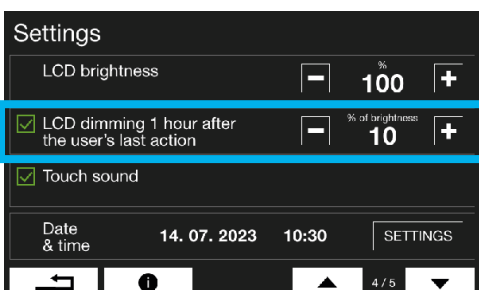 Settings
LCD brightness
%
100
LCD dimming 1 hour after
the user's last action
% of brightness
10
Touch sound
Date
& time
14. 07. 2023 10:30 SETTINGS
4/5